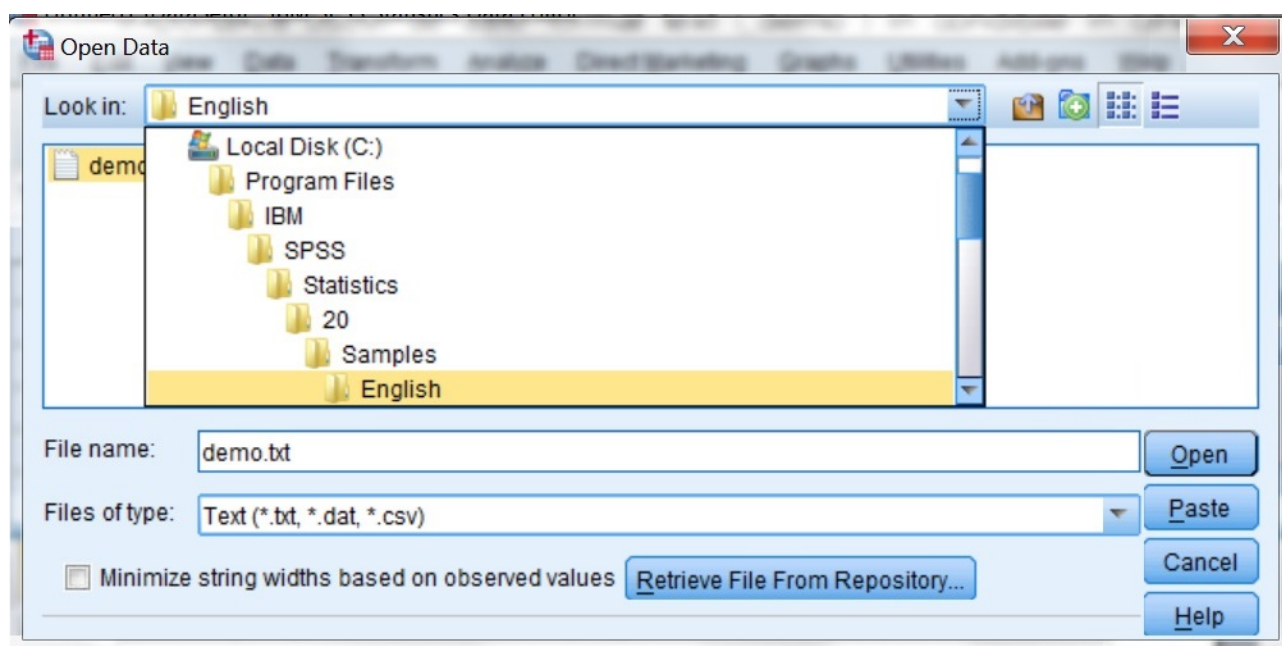 Open Data
Look in: English
Local Disk (C:)
demo
Program Files
IBM
SPSS
Statistics
20
Samples
English
File name: demo.txt
Open
Files of type: Text (*.txt, *.dat, *.csv)
Paste
Minimize string widths based on observed values Retrieve File From Repository...
Cancel
Help